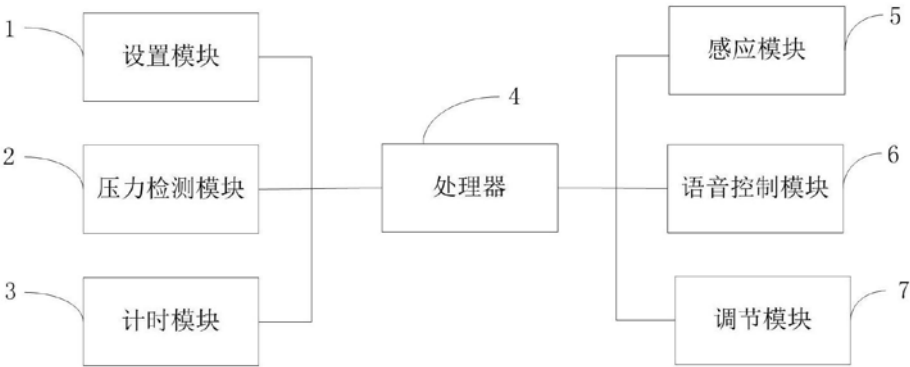 1
设置模块
2
压力检测模块
3
计时模块
4
处理器
5
感应模块
6
语音控制模块
7
调节模块